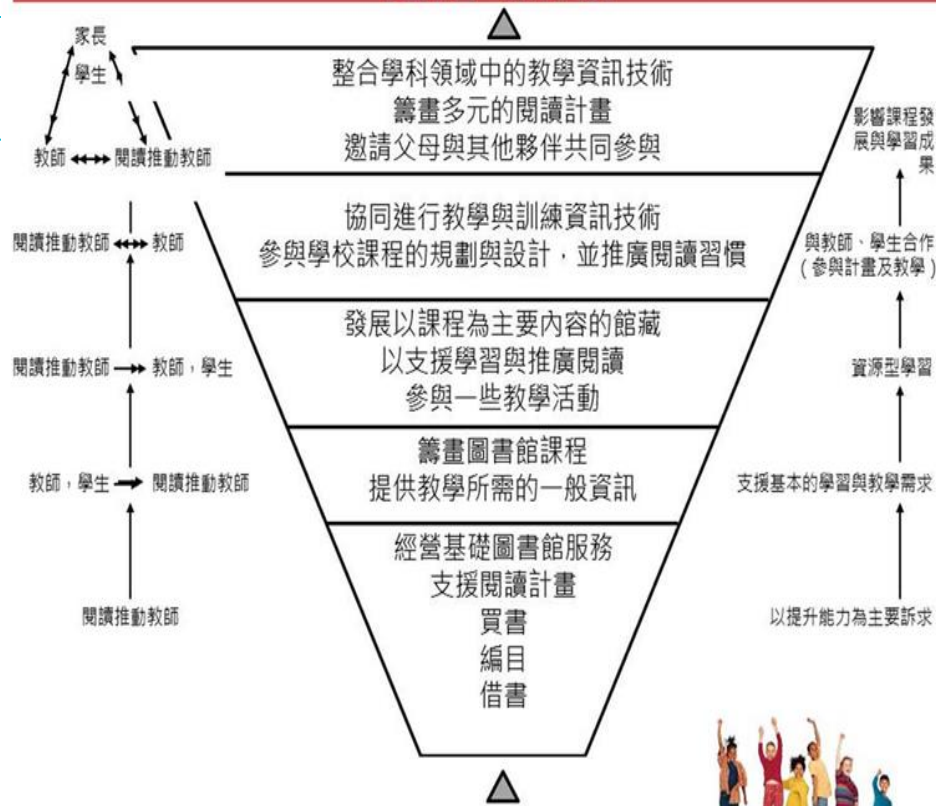 家長
學生
教師 閱讀推動教師
閱讀推動教師 教師
閱讀推動教師 教師，學生
教師，學生 閱讀推動教師
閱讀推動教師
整合學科領域中的教學資訊技術
籌畫多元的閱讀計畫
邀請父母與其他夥伴共同參與
協同進行教學與訓練資訊技術
參與學校課程的規劃與設計，並推廣閱讀習慣
發展以課程為主要內容的館藏
以支援學習與推廣閱讀
參與一些教學活動
籌畫圖書館課程
提供教學所需的一般資訊
經營基礎圖書館服務
支援閱讀計畫
買書
編目
借書
影響課程發
展與學習成
果
與教師、學生合作
(參與計畫及教學)
資源型學習
支援基本的學習與教學需求
以提升能力為主要訴求